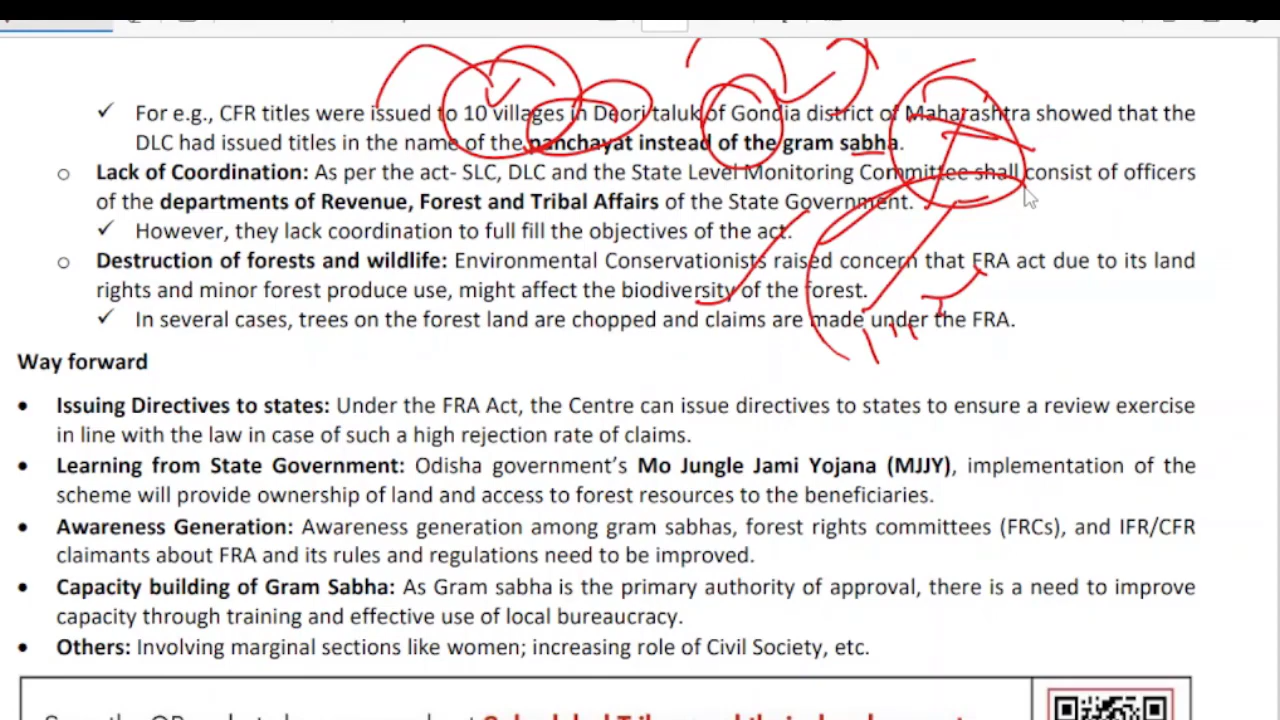 ✓ For e.g., CFR titles were issued to 10 villages in Deori taluk of Gondia district of Maharashtra showed that the
DLC had issued titles in the name of the panchayat instead of the gram sabha.
o Lack of Coordination: As per the act- SLC, DLC and the State Level Monitoring Committee shall consist of officers
of the departments of Revenue, Forest and Tribal Affairs of the State Government.
✓ However, they lack coordination to full fill the objectives of the act.
o Destruction of forests and wildlife: Environmental Conservationists raised concern that FRA act due to its land
rights and minor forest produce use, might affect the biodiversity of the forest.
✓ In several cases, trees on the forest land are chopped and claims are made under the FRA.
Way forward
• Issuing Directives to states: Under the FRA Act, the Centre can issue directives to states to ensure a review exercise
in line with the law in case of such a high rejection rate of claims.
• Learning from State Government: Odisha government's Mo Jungle Jami Yojana (MJJY), implementation of the
scheme will provide ownership of land and access to forest resources to the beneficiaries.
• Awareness Generation: Awareness generation among gram sabhas, forest rights committees (FRCs), and IFR/CFR
claimants about FRA and its rules and regulations need to be improved.
• Capacity building of Gram Sabha: As Gram sabha is the primary authority of approval, there is a need to improve
capacity through training and effective use of local bureaucracy.
• Others: Involving marginal sections like women; increasing role of Civil Society, etc.